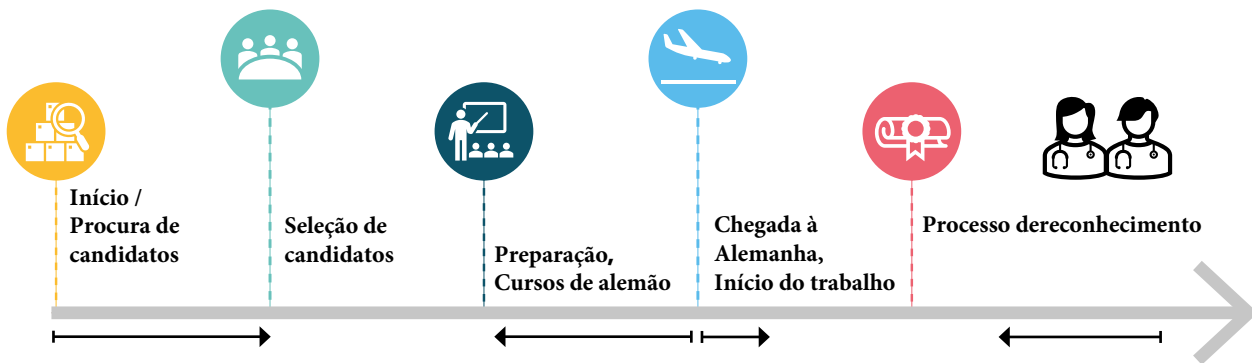 Início /
Procura de
candidatos
Seleção de
candidatos
Preparação,
Cursos de alemão
Chegada à
Alemanha,
Início do trabalho
Processo dereconhecimento